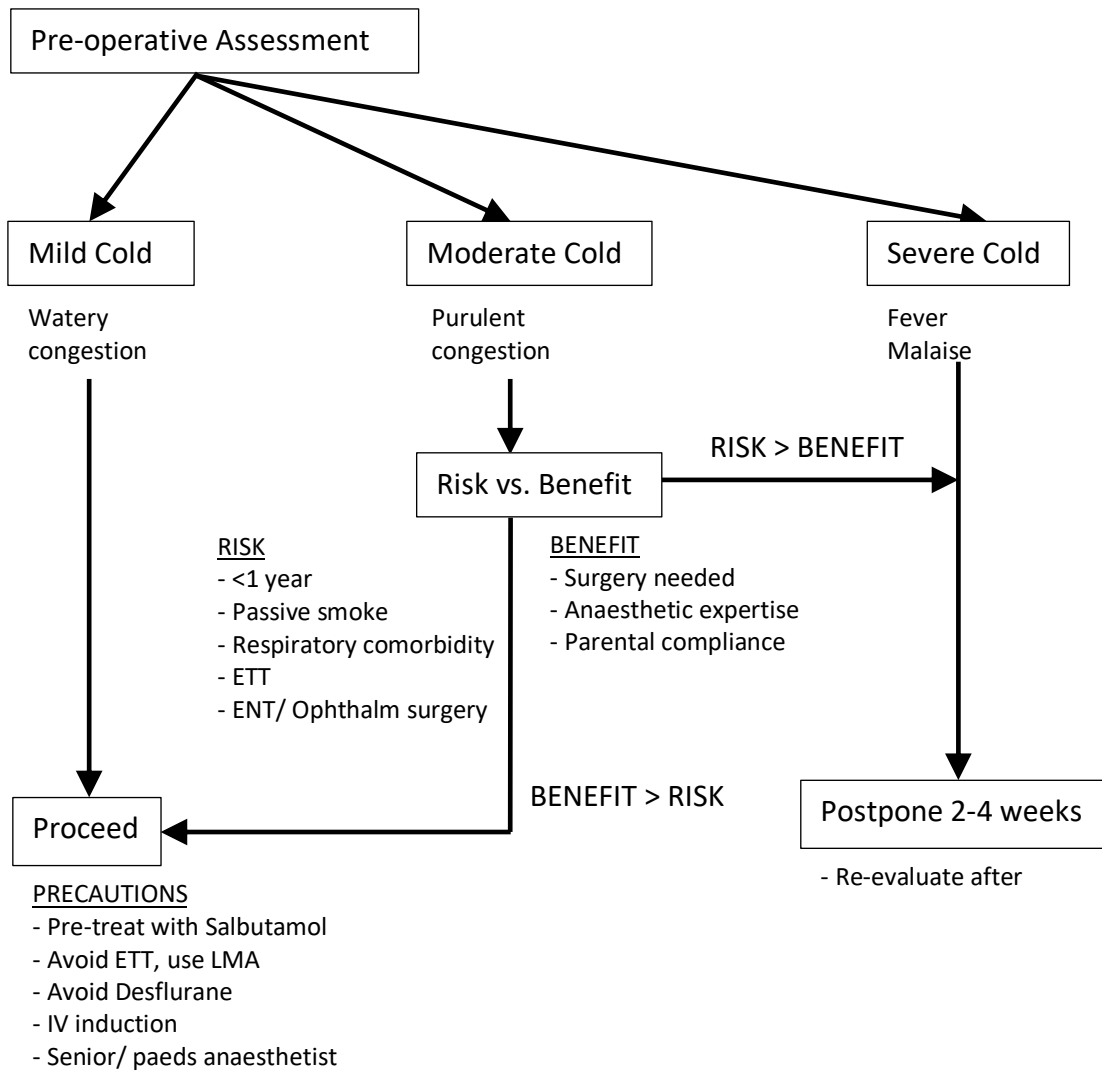 Pre-operative Assessment
Mild Cold
Moderate Cold
Severe Cold
Watery
congestion
Purulent
congestion
Fever
Malaise
RISK > BENEFIT
Risk vs. Benefit
RISK
- <1 year
- Passive smoke
- Respiratory comorbidity
- ETT
- ENT/ Ophthalm surgery
BENEFIT
- Surgery needed
- Anaesthetic expertise
- Parental compliance
BENEFIT > RISK
Proceed
Postpone 2-4 weeks
- Re-evaluate after
PRECAUTIONS
- Pre-treat with Salbutamol
- Avoid ETT, use LMA
- Avoid Desflurane
- IV induction
- Senior/ paeds anaesthetist